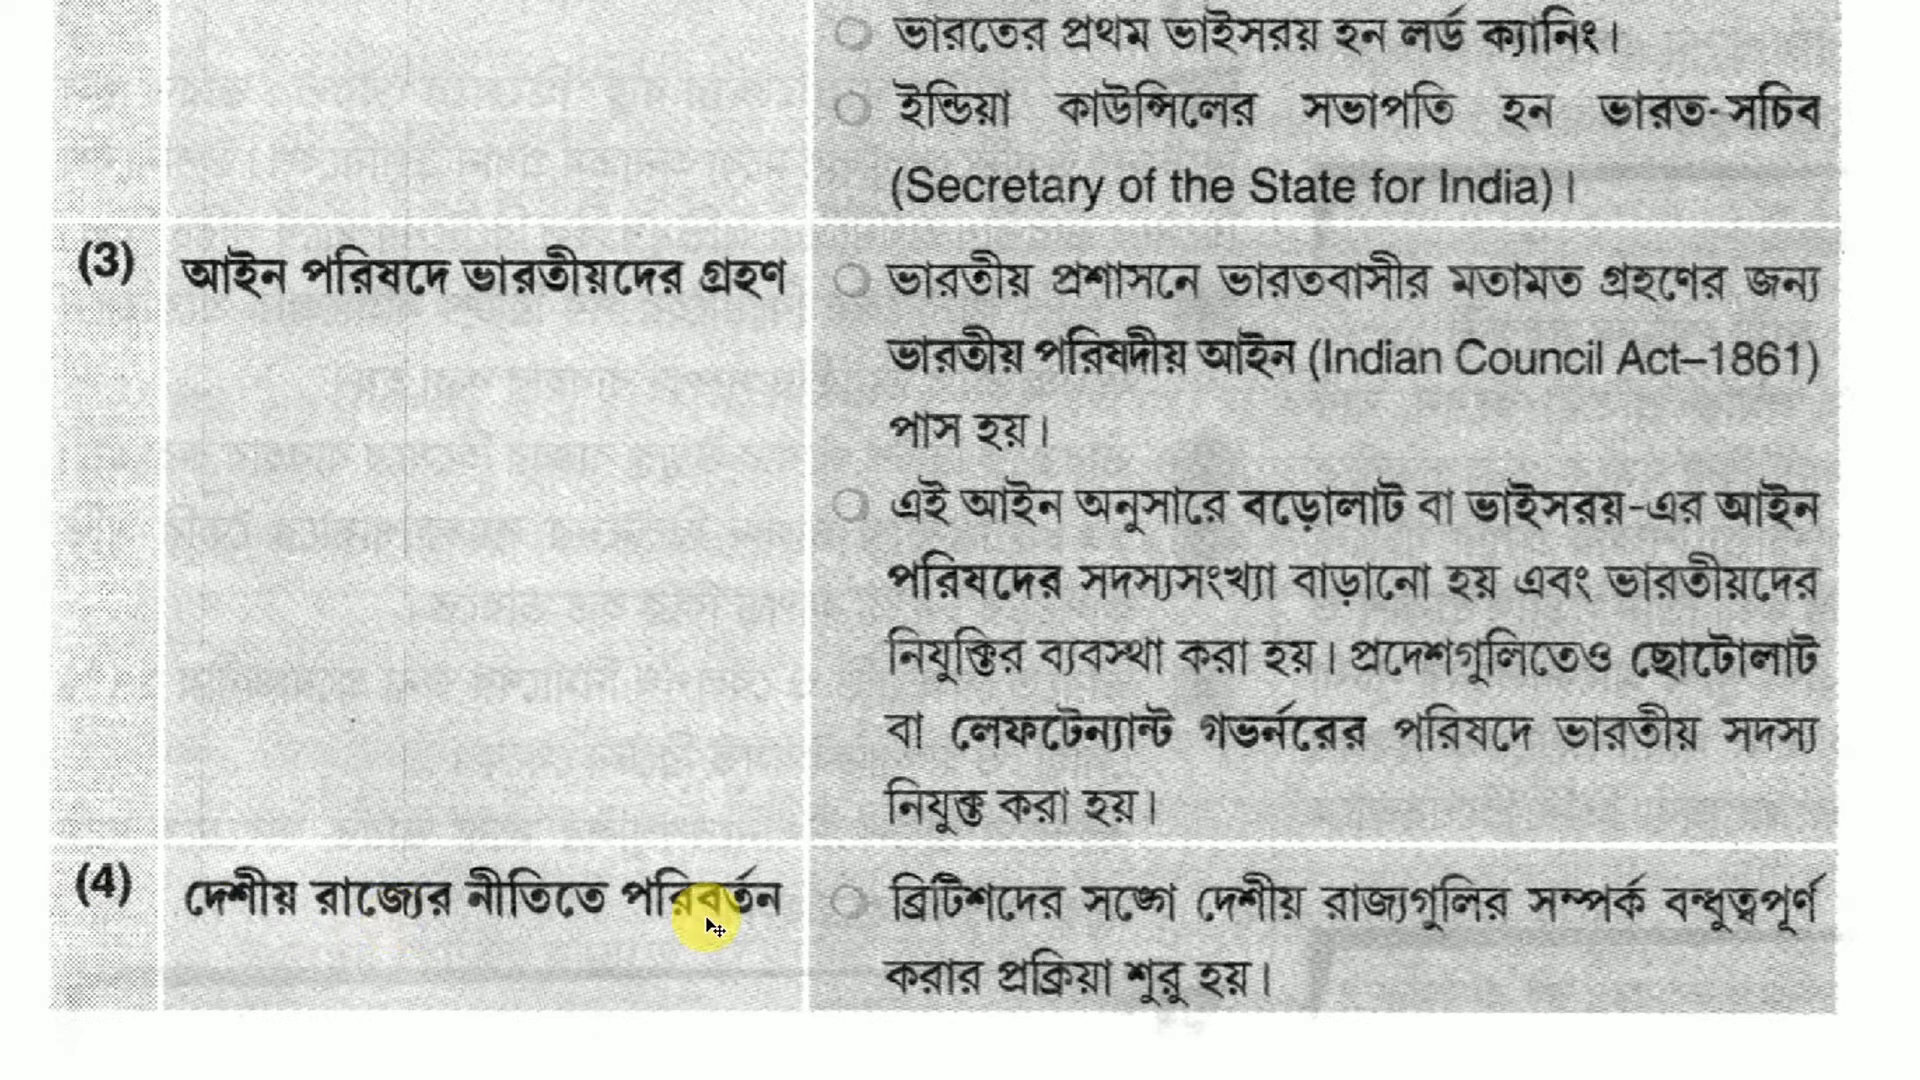 ভারতের প্রথম ভাইসরয় হন লর্ড ক্যানিং।
ইন্ডিয়া কাউন্সিলের সভাপতি হন ভারত-সচিব
(Secretary of the State for India)।
(3) আইন পরিষদে ভারতীয়দের গ্রহণ
ভারতীয় প্রশাসনে ভারতবাসীর মতামত গ্রহণের জন্য
ভারতীয় পরিষদীয় আইন (Indian Council Act–1861)
পাস হয়।
এই আইন অনুসারে বড়োলাট বা ভাইসরয়-এর আইন
পরিষদের সদস্যসংখ্যা বাড়ানো হয় এবং ভারতীয়দের
নিযুক্তির ব্যবস্থা করা হয়। প্রদেশগুলিতেও ছোটোলাট
বা লেফটেন্যান্ট গভর্নরের পরিষদে ভারতীয় সদস্য
নিযুক্ত করা হয়।
(4) দেশীয় রাজ্যের নীতিতে পরিবর্তন
ব্রিটিশদের সঙ্গে দেশীয় রাজ্যগুলির সম্পর্ক বন্ধুত্বপূর্ণ
করার প্রক্রিয়া শুরু হয়।